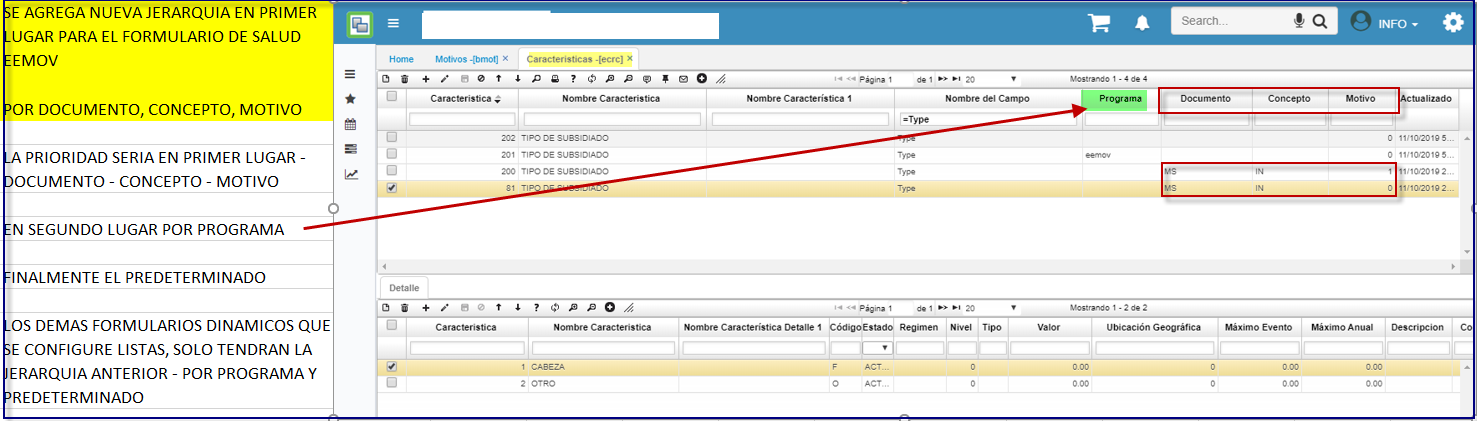 SE AGREGA NUEVA JERARQUIA EN PRIMER
LUGAR PARA EL FORMULARIO DE SALUD
EEMOV
POR DOCUMENTO, CONCEPTO, MOTIVO
LA PRIORIDAD SERIA EN PRIMER LUGAR -
DOCUMENTO - CONCEPTO - MOTIVO
EN SEGUNDO LUGAR POR PROGRAMA
FINALMENTE EL PREDETERMINADO
LOS DEMAS FORMULARIOS DINAMICOS QUE
SE CONFIGURE LISTAS, SOLO TENDRAN LA
JERARQUIA ANTERIOR - POR PROGRAMA Y
PREDETERMINADO
Search... INFO
Home Motivos -[bmot] × Caracteristicas -[ecrc] ×
Página 1 de 1 20 Mostrando 1 - 4 de 4
Caracteristica Nombre Caracteristica Nombre Característica 1 Nombre del Campo Programa Documento Concepto Motivo Actualizado
=Type
202 TIPO DE SUBSIDIADO Type 0 11/10/2019 5...
201 TIPO DE SUBSIDIADO Type eemov 0 11/10/2019 5...
200 TIPO DE SUBSIDIADO Type MS IN 1 11/10/2019 2...
81 TIPO DE SUBSIDIADO Type MS IN 0 11/10/2019 2...
Detalle
Página 1 de 1 20 Mostrando 1 - 2 de 2
Caracteristica Nombre Caracteristica Nombre Característica Detalle 1 Código Estado Regimen Nivel Tipo Valor Ubicación Geográfica Máximo Evento Máximo Anual Descripcion Co
1 CABEZA F ACT... 0 0.00 0 0.00 0.00
2 OTRO O ACT... 0 0.00 0 0.00 0.00